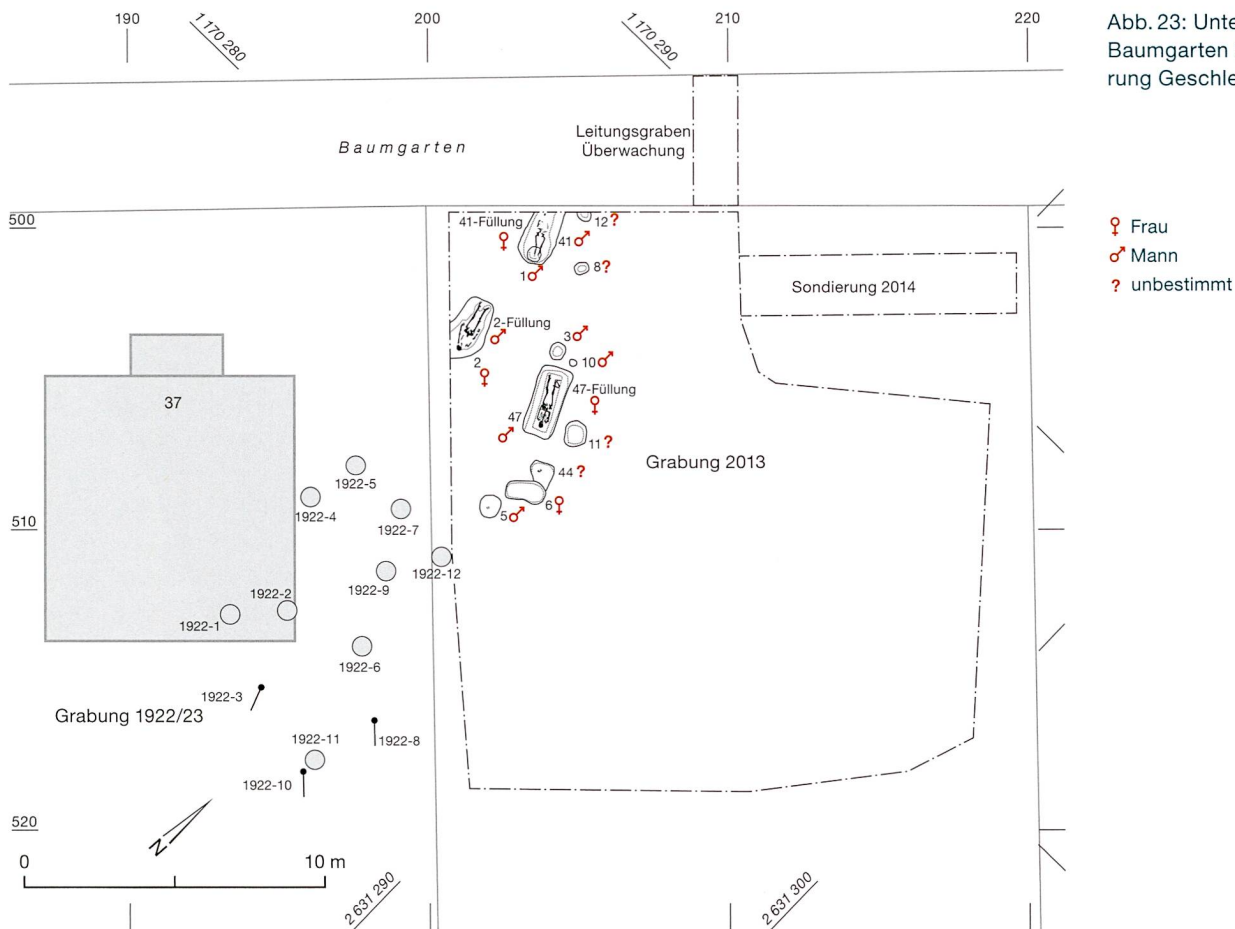 190
200
210
220
1 170 280
1 170 290
Abb. 23: Unte
Baumgarten
rung Geschle
Baumgarten
Leitungsgraben
Überwachung
500
41-Füllung
♀
12?
41
♂
1♂
8?
♀ Frau
♂ Mann
? unbestimmt
Sondierung 2014
2-Füllung
♂
2
♀
3♂
10♂
37
47-Füllung
♀
47
♂
11?
Grabung 2013
44?
6♀
5♂
1922-5
1922-4
1922-7
510
1922-12
1922-9
1922-2
1922-1
1922-6
1922-3
Grabung 1922/23
1922-8
1922-11
1922-10
N
520
0
10 m
2 631 290
2 631 300